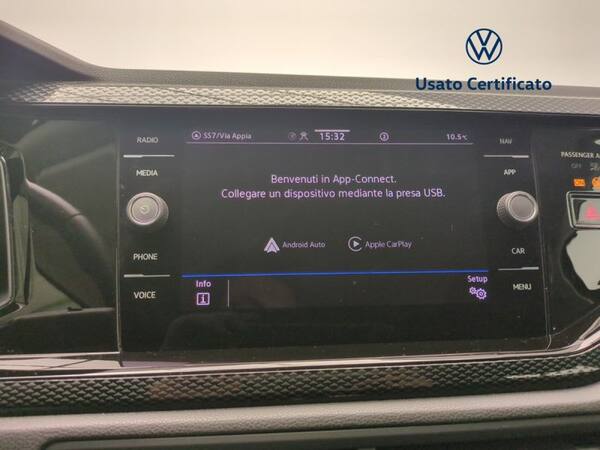 Usato Certificato
RADIO
SS7/Via Appia
15:32
10.5°C
NAV
PASSENGER
MEDIA
Benvenuti in App-Connect.
Collegare un dispositivo mediante la presa USB.
APP
Android Auto
Apple CarPlay
PHONE
CAR
VOICE
Info
Setup
MENU